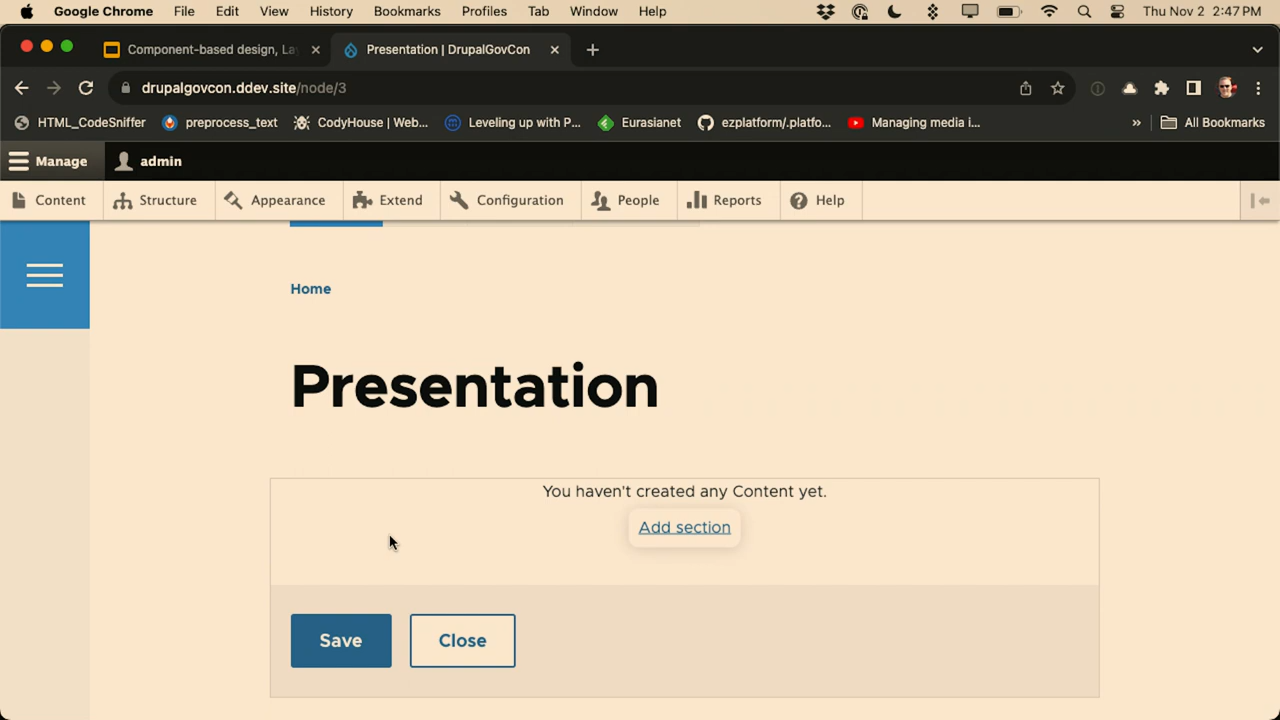 Google Chrome File Edit View History Bookmarks Profiles Tab Window Help Thu Nov 2 2:47 PM
Component-based design, La Presentation | DrupalGovCon
drupalgovcon.ddev.site/node/3
HTML_CodeSniffer preprocess_text CodyHouse | Web... Leveling up with P... Eurasianet ezplatform/.platfo... Managing media i... » All Bookmarks
Manage admin
Content Structure Appearance Extend Configuration People Reports Help
Home
Presentation
You haven't created any Content yet.
Add section
Save Close